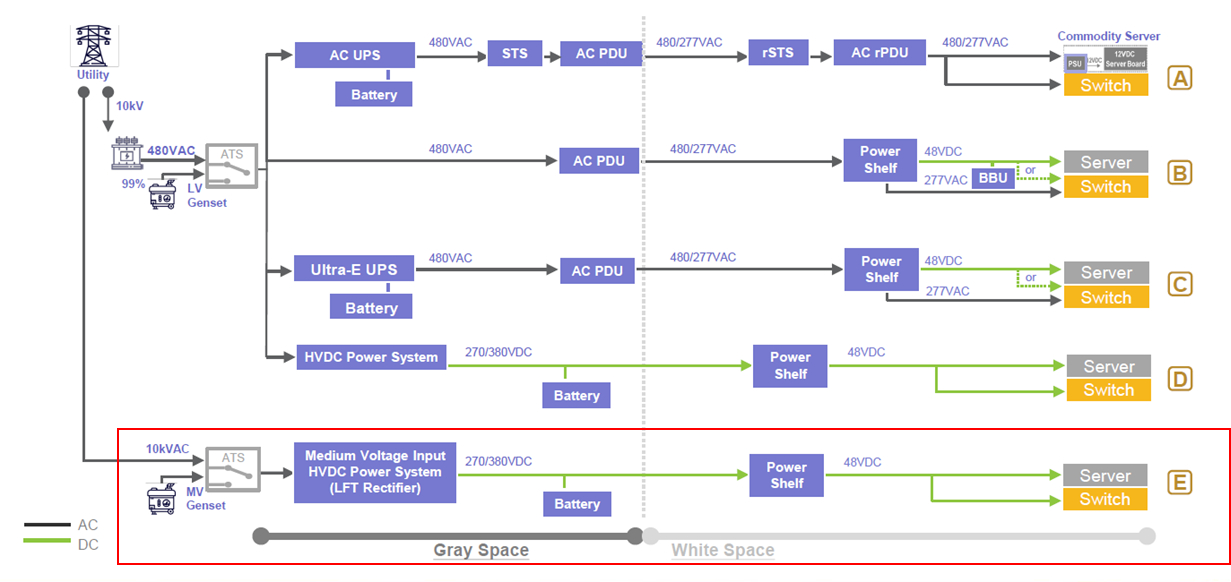 Utility
10kV
480VAC
99%
ATS
LV
Genset
AC UPS
Battery
480VAC
STS
AC PDU
480/277VAC
rSTS
AC rPDU
480/277VAC
Commodity Server
PSU
12VDC
12VDC
Server Board
Switch
A
480VAC
AC PDU
480/277VAC
Power
Shelf
48VDC
BBU
or
277VAC
Server
Switch
B
Ultra-E UPS
Battery
480VAC
AC PDU
480/277VAC
Power
Shelf
48VDC
or
277VAC
Server
Switch
C
HVDC Power System
270/380VDC
Battery
Power
Shelf
48VDC
Server
Switch
D
10kVAC
ATS
MV
Genset
Medium Voltage Input
HVDC Power System
(LFT Rectifier)
270/380VDC
Battery
Power
Shelf
48VDC
Server
Switch
E
AC
DC
Gray Space
White Space